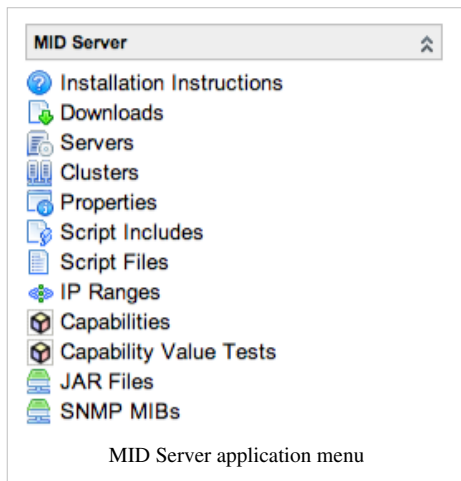 MID Server
Installation Instructions
Downloads
Servers
Clusters
Properties
Script Includes
Script Files
IP Ranges
Capabilities
Capability Value Tests
JAR Files
SNMP MIBs
MID Server application menu